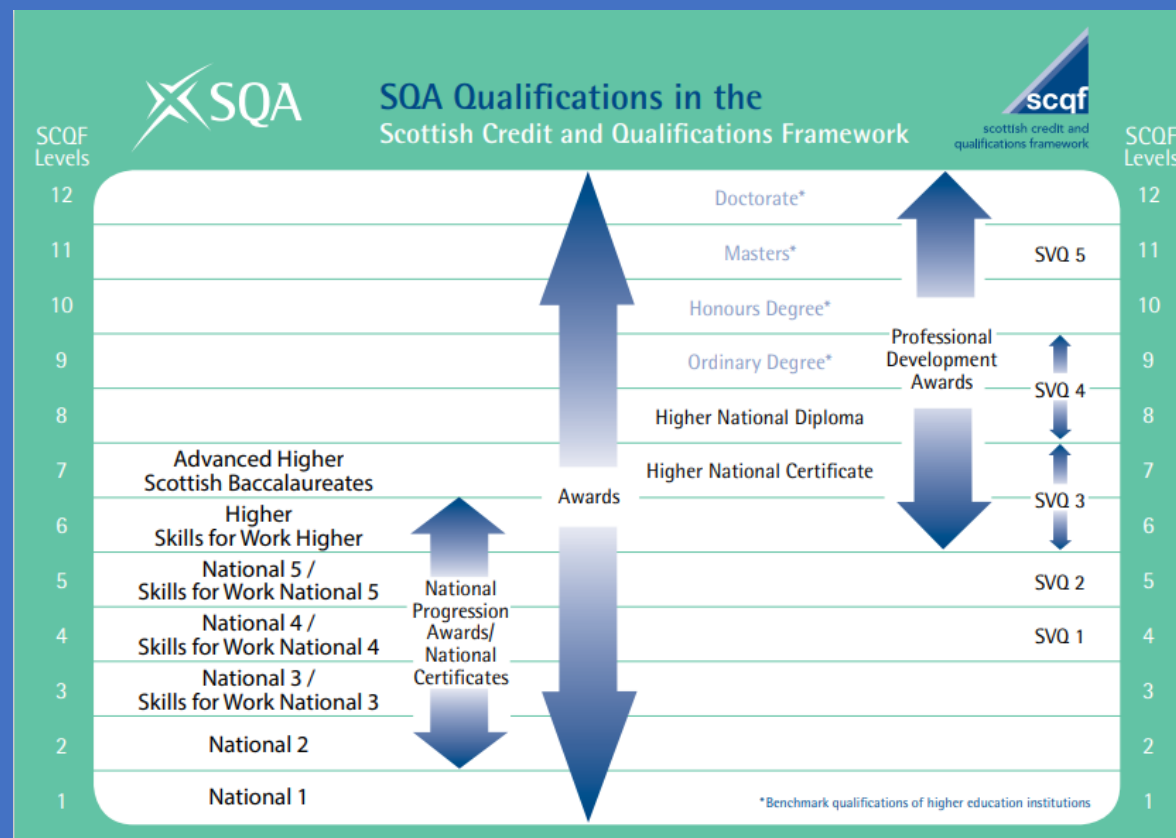 SQA
SQA Qualifications in the
Scottish Credit and Qualifications Framework
scqf
scottish credit and
qualifications framework
SCQF
Levels
SCQF
Levels
12
Doctorate*
12
11
Masters*
SVQ 5
11
10
Honours Degree*
10
9
Ordinary Degree*
Professional
Development
Awards
9
SVQ 4
8
Higher National Diploma
8
7
Advanced Higher
Scottish Baccalaureates
Higher National Certificate
7
Awards
SVQ 3
6
Higher
Skills for Work Higher
6
5
National 5 /
Skills for Work National 5
SVQ 2
5
National
Progression
Awards/
National
Certificates
4
National 4 /
Skills for Work National 4
SVQ 1
4
3
National 3 /
Skills for Work National 3
3
2
National 2
2
1
National 1
*Benchmark qualifications of higher education institutions
1